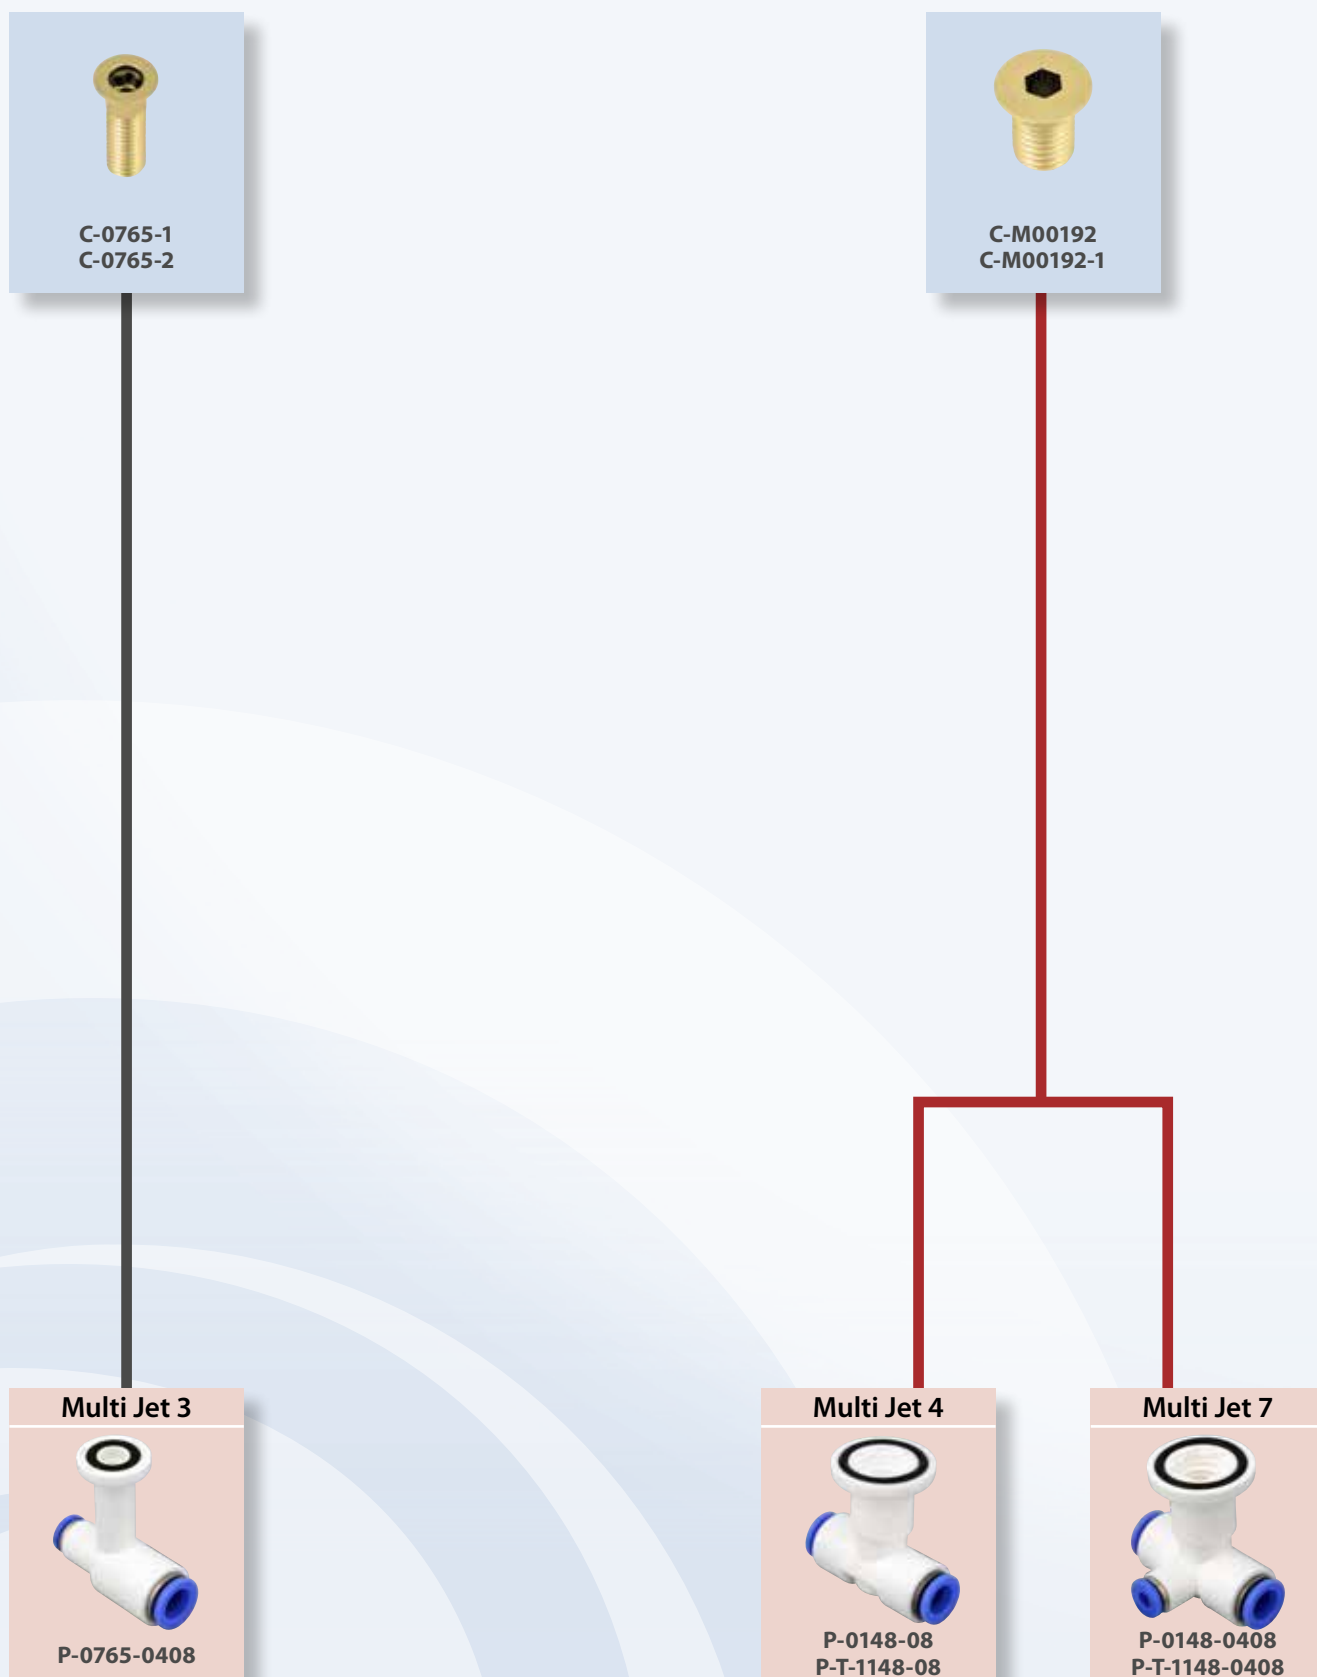 C-0765-1
C-0765-2
C-M00192
C-M00192-1
Multi Jet 3
P-0765-0408
Multi Jet 4
P-0148-08
P-T-1148-08
Multi Jet 7
P-0148-0408
P-T-1148-0408